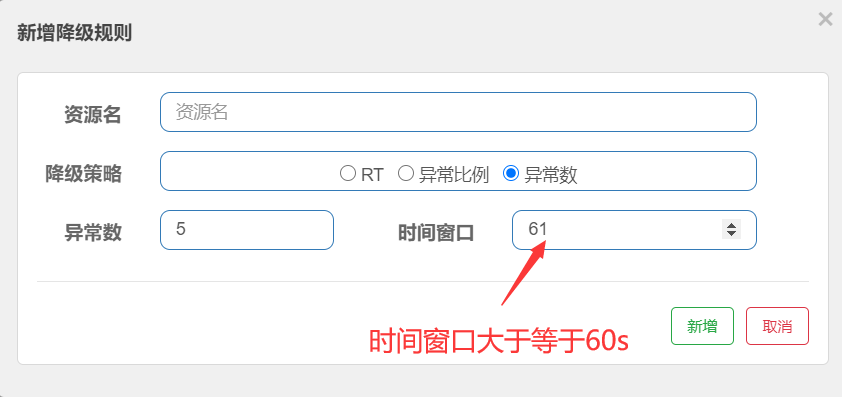 新增降级规则 ×
资源名 资源名
降级策略 RT 异常比例 异常数
异常数 5 时间窗口 61
时间窗口大于等于60s
新增 取消